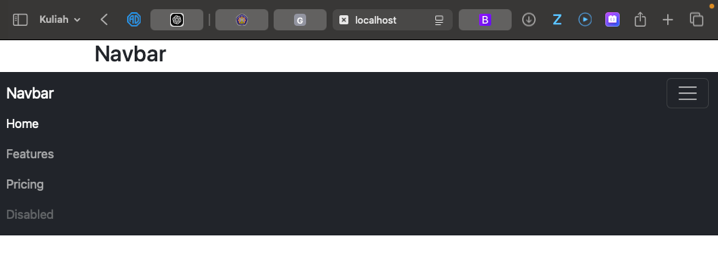 Kuliah
localhost
Navbar
Navbar
Home
Features
Pricing
Disabled